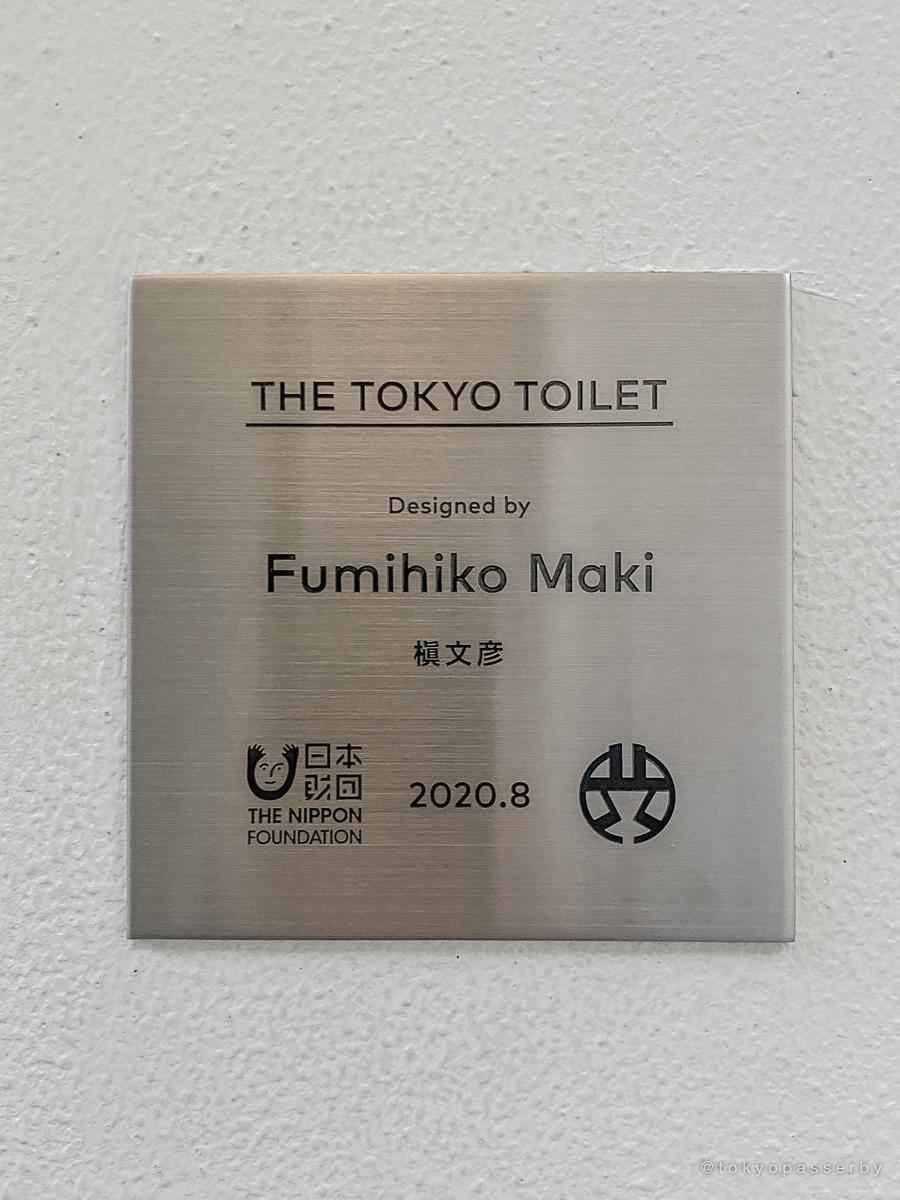 THE TOKYO TOILET
Designed by
Fumihiko Maki
槇文彦
日本
財団
THE NIPPON
FOUNDATION
2020.8
@tokyopasserby